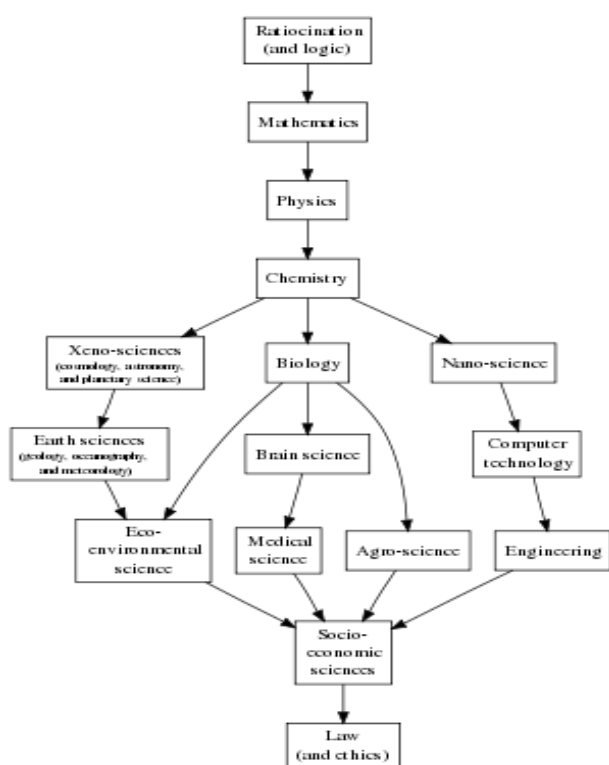 Ratiocination
(and logic)
Mathematics
Physics
Chemistry
Xeno-sciences
(cosmology, astronomy,
and planetary science)
Biology
Nano-science
Earth sciences
(geology, oceanography,
and meteorology)
Brain science
Computer
technology
Eco-
environmental
science
Medical
science
Agro-science
Engineering
Socio-
economic
sciences
Law
(and ethics)